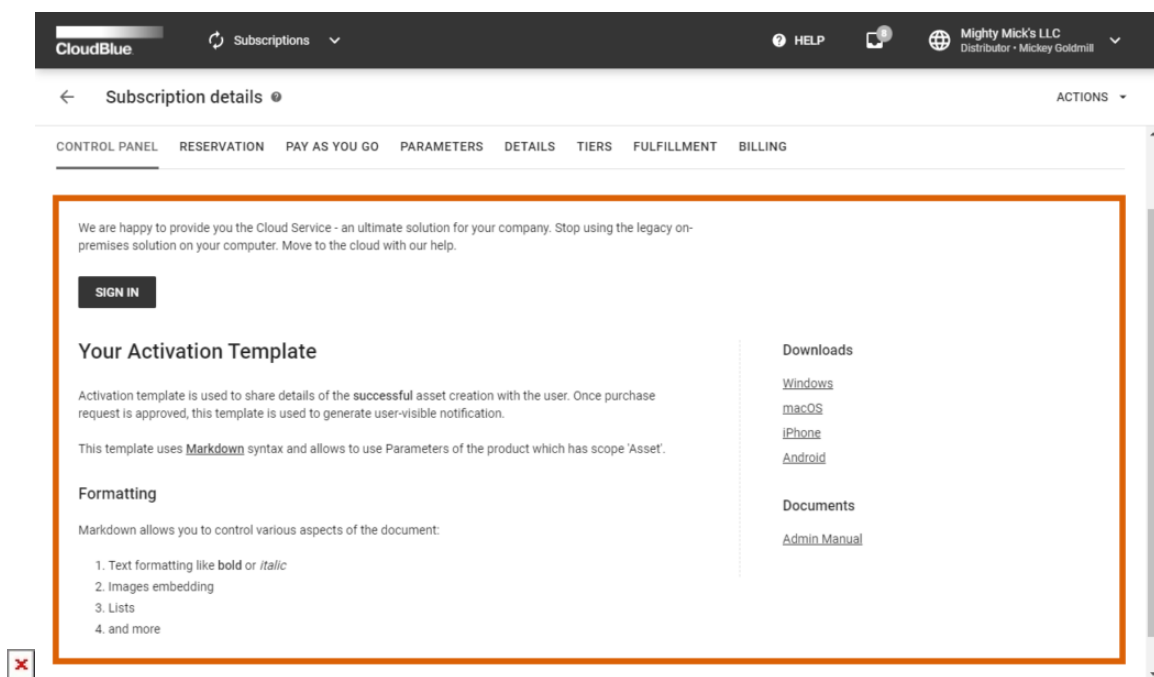 CloudBlue
Subscriptions
HELP
0
Mighty Mick's LLC
Distributor • Mickey Goldmill
Subscription details
ACTIONS
CONTROL PANEL RESERVATION PAY AS YOU GO PARAMETERS DETAILS TIERS FULFILLMENT BILLING
We are happy to provide you the Cloud Service - an ultimate solution for your company. Stop using the legacy on-
premises solution on your computer. Move to the cloud with our help.
SIGN IN
Your Activation Template
Activation template is used to share details of the successful asset creation with the user. Once purchase
request is approved, this template is used to generate user-visible notification.
This template uses Markdown syntax and allows to use Parameters of the product which has scope 'Asset'.
Formatting
Markdown allows you to control various aspects of the document:
1. Text formatting like bold or italic
2. Images embedding
3. Lists
4. and more
Downloads
Windows
macOS
iPhone
Android
Documents
Admin Manual